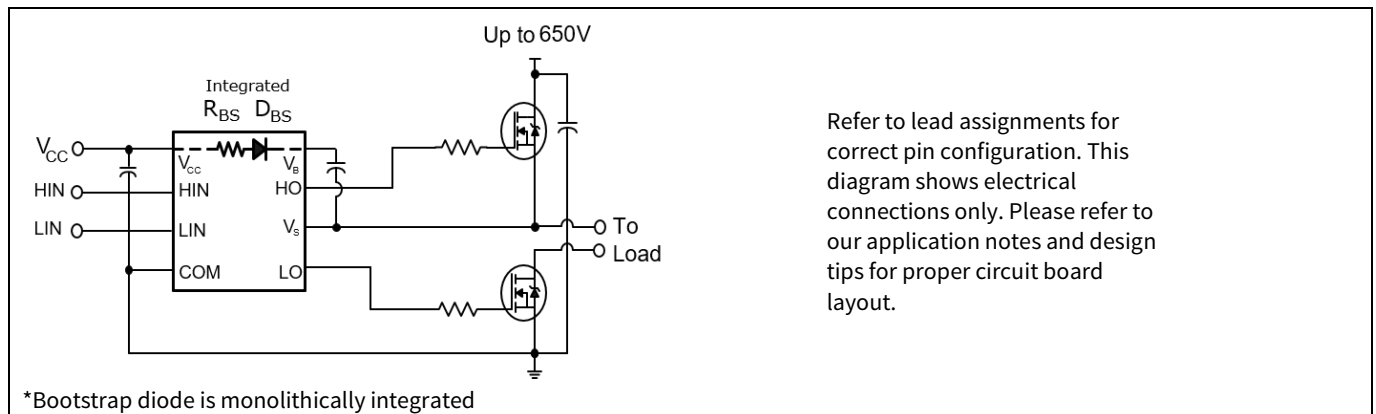 Up to 650V
Integrated
RBS DBS
VCC
VCC
VB
HIN
HIN
HO
LIN
LIN
VS
To
Load
COM
LO
Refer to lead assignments for
correct pin configuration. This
diagram shows electrical
connections only. Please refer to
our application notes and design
tips for proper circuit board
layout.
*Bootstrap diode is monolithically integrated